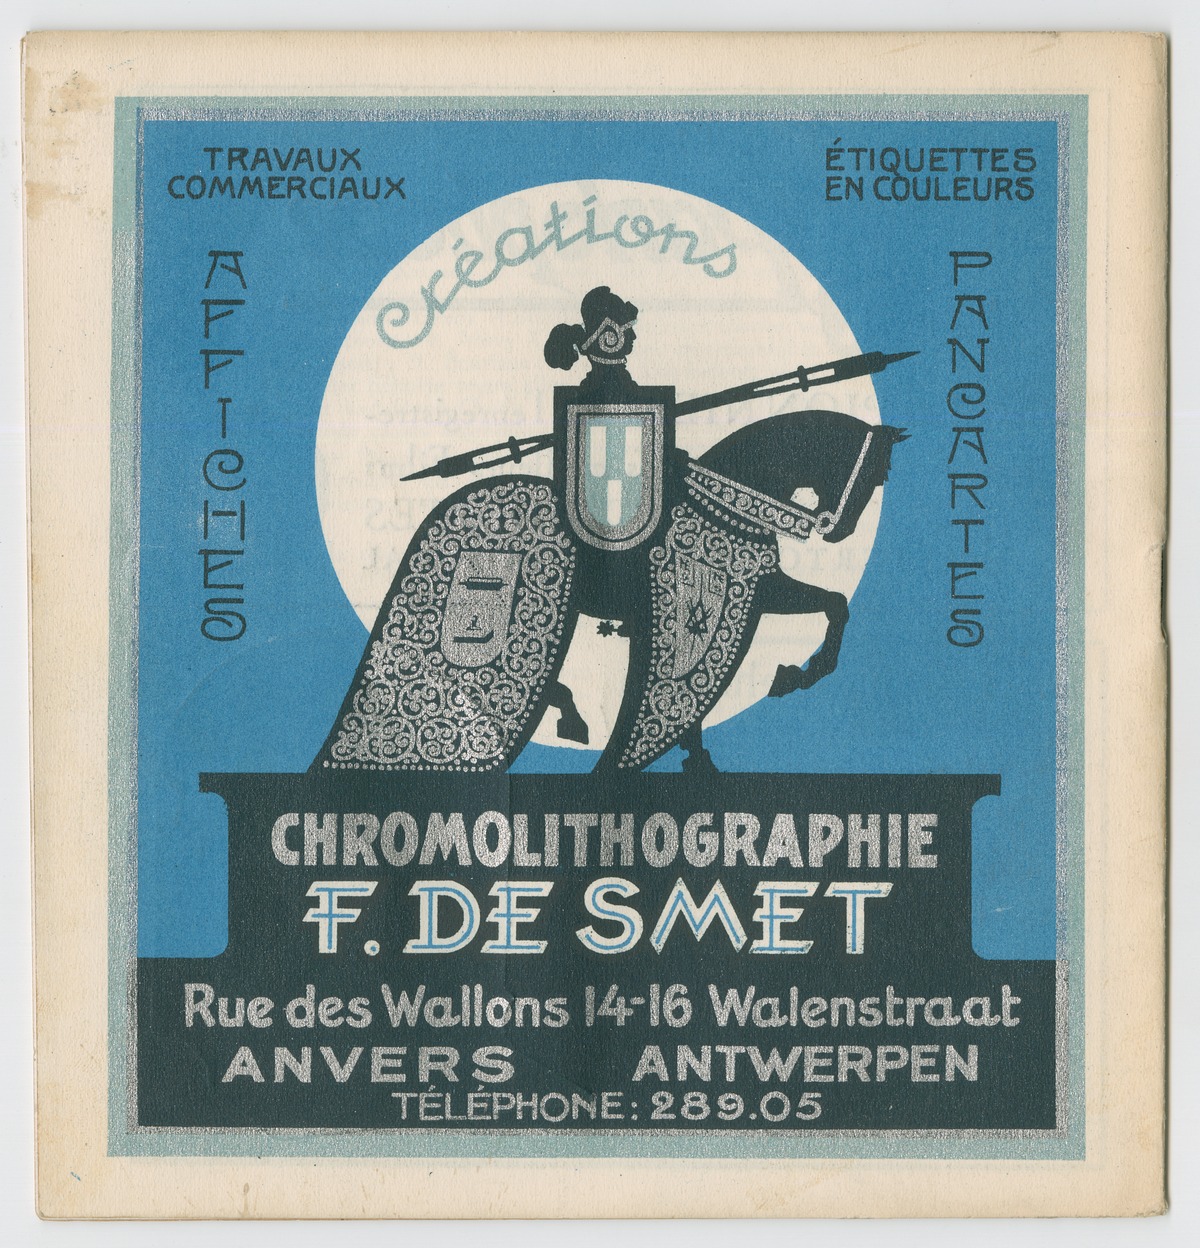 TRAVAUX
COMMERCIAUX
ÉTIQUETTES
EN COULEURS
créations
AFFICHES
PANCARTES
CHROMOLITHOGRAPHIE
F. DE SMET
Rue des Wallons 14-16 Walenstraat
ANVERS ANTWERPEN
TÉLÉPHONE: 289.05